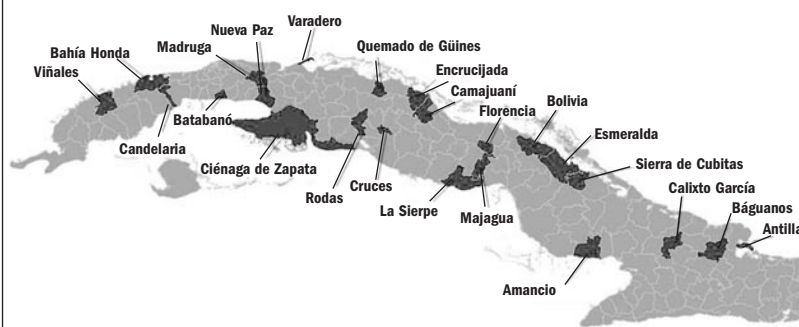 Varadero
Nueva Paz
Madruga
Quemado de Güines
Bahía Honda
Viñales
Encrucijada
Camajuaní
Florencia
Bolivia
Esmeralda
Batabanó
Candelaria
Ciénaga de Zapata
Sierra de Cubitas
Rodas
Cruces
La Sierpe
Majagua
Calixto García
Báguanos
Antilla
Amancio